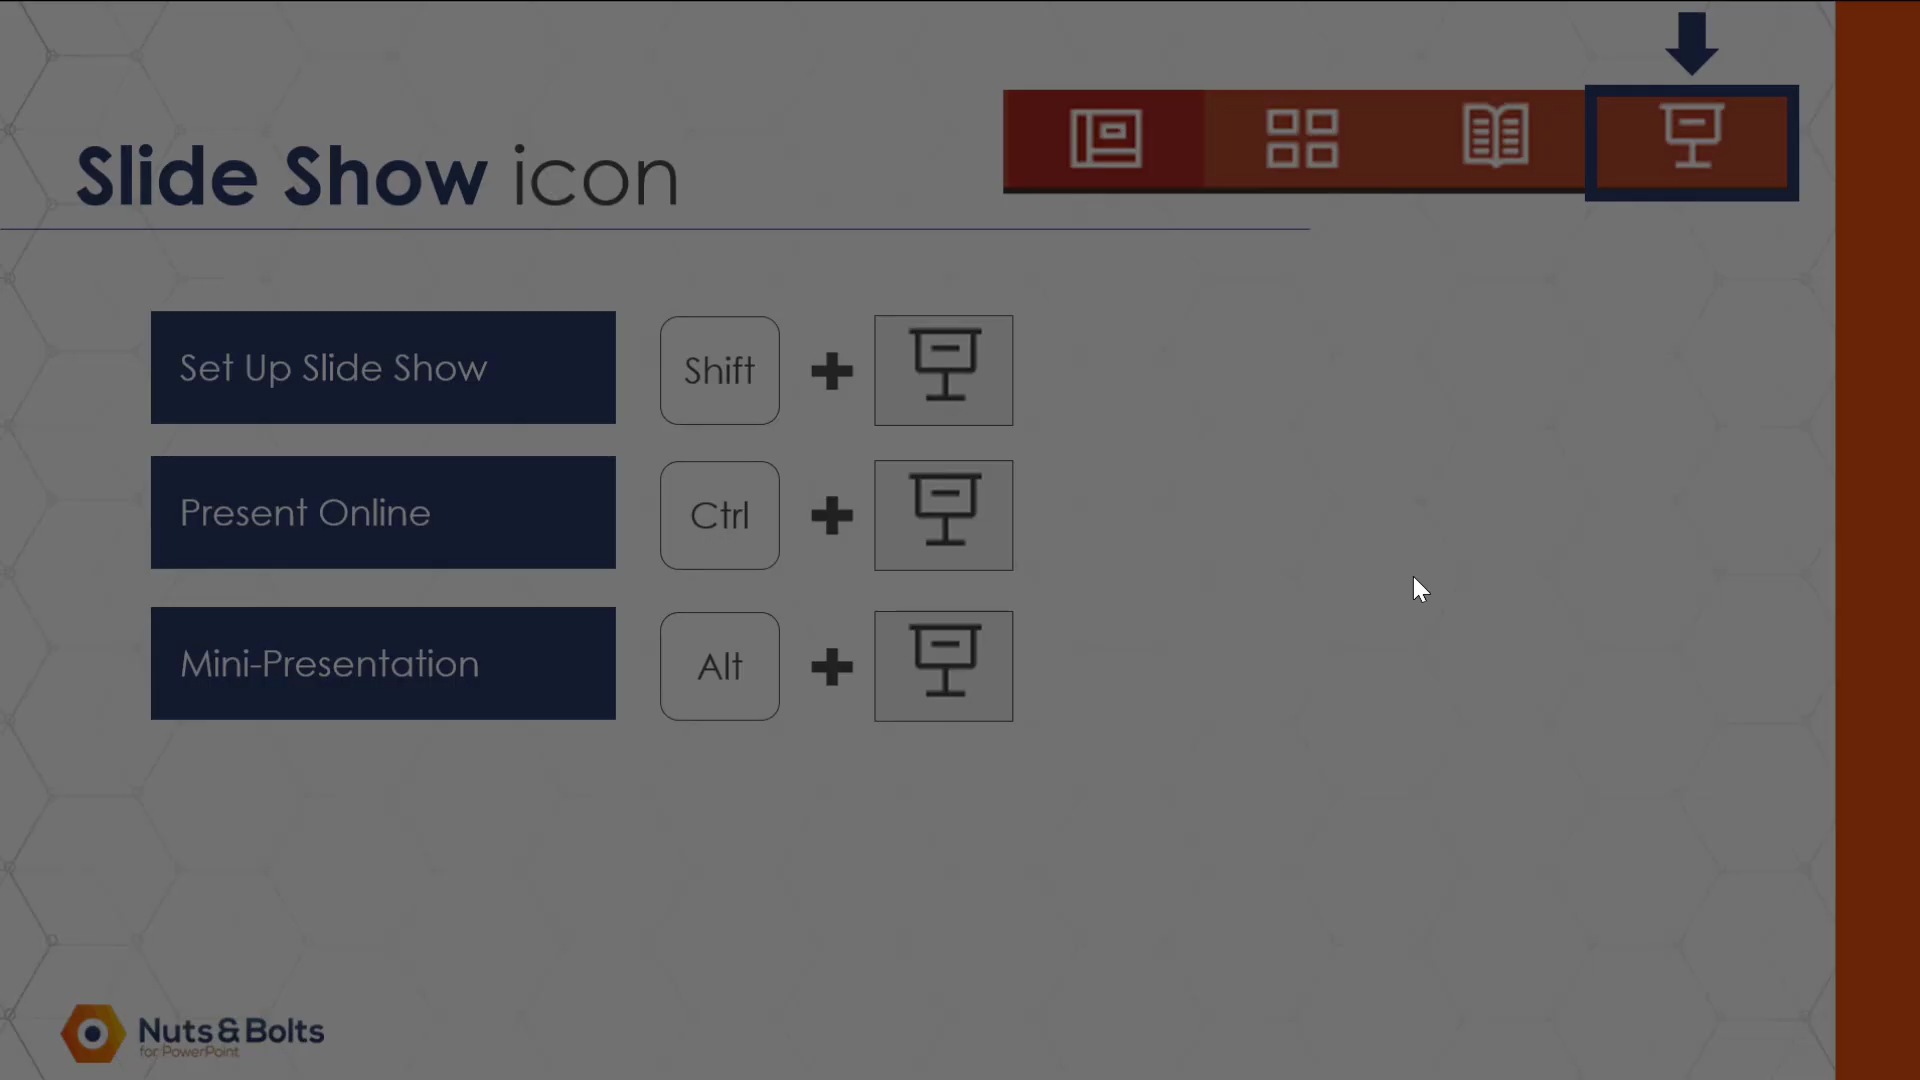 Slide Show icon
Set Up Slide Show
Shift
Present Online
Ctrl
Mini-Presentation
Alt
Nuts & Bolts
for PowerPoint